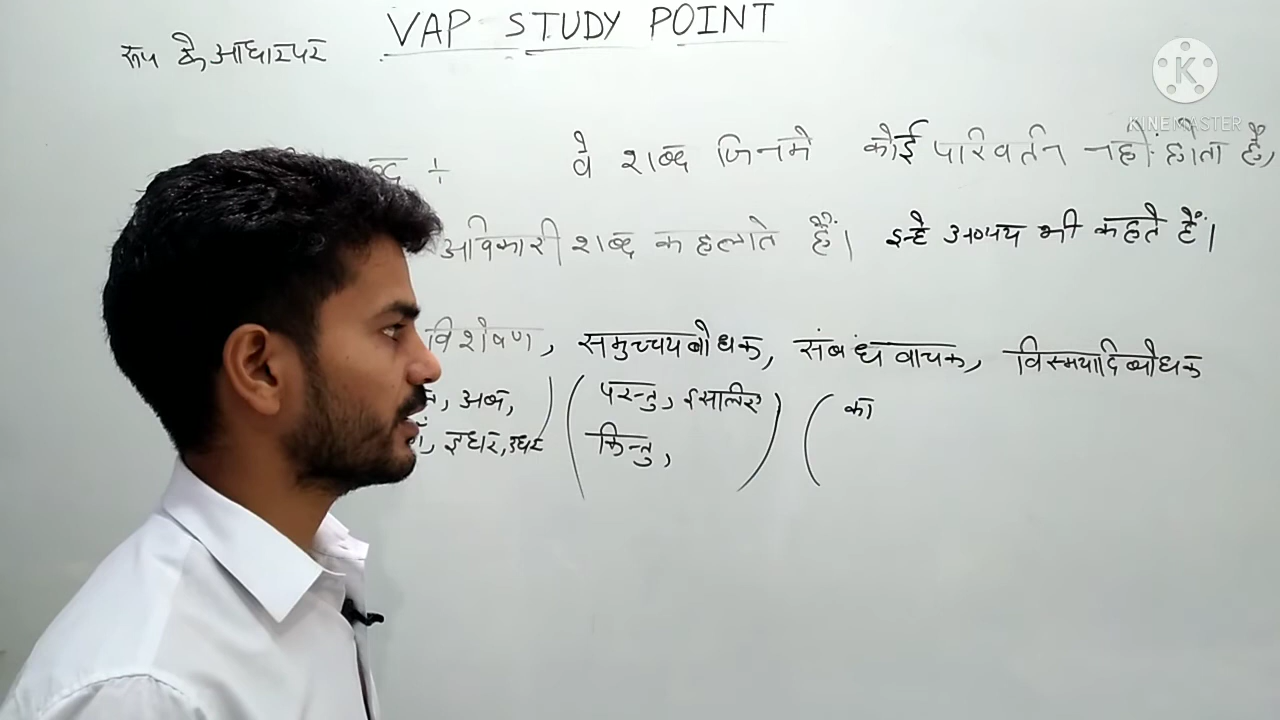 VAP STUDY POINT
रूप के आधार पर
÷ वे शब्द जिनमे कोई परिवर्तन नहीं होता है,
अविकारी शब्द कहलाते हैं। इन्हे अव्यय भी कहते हैं।
विशेषण, समुच्चयबोधक, संबंधवाचक, विस्मयादिबोधक
अब, ) ( परन्तु, इसलिए ) ( का
इधर, उधर किन्तु,
K
KINEMASTER